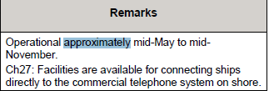 Remarks
Operational approximately mid-May to mid-
November.
Ch27: Facilities are available for connecting ships
directly to the commercial telephone system on shore.